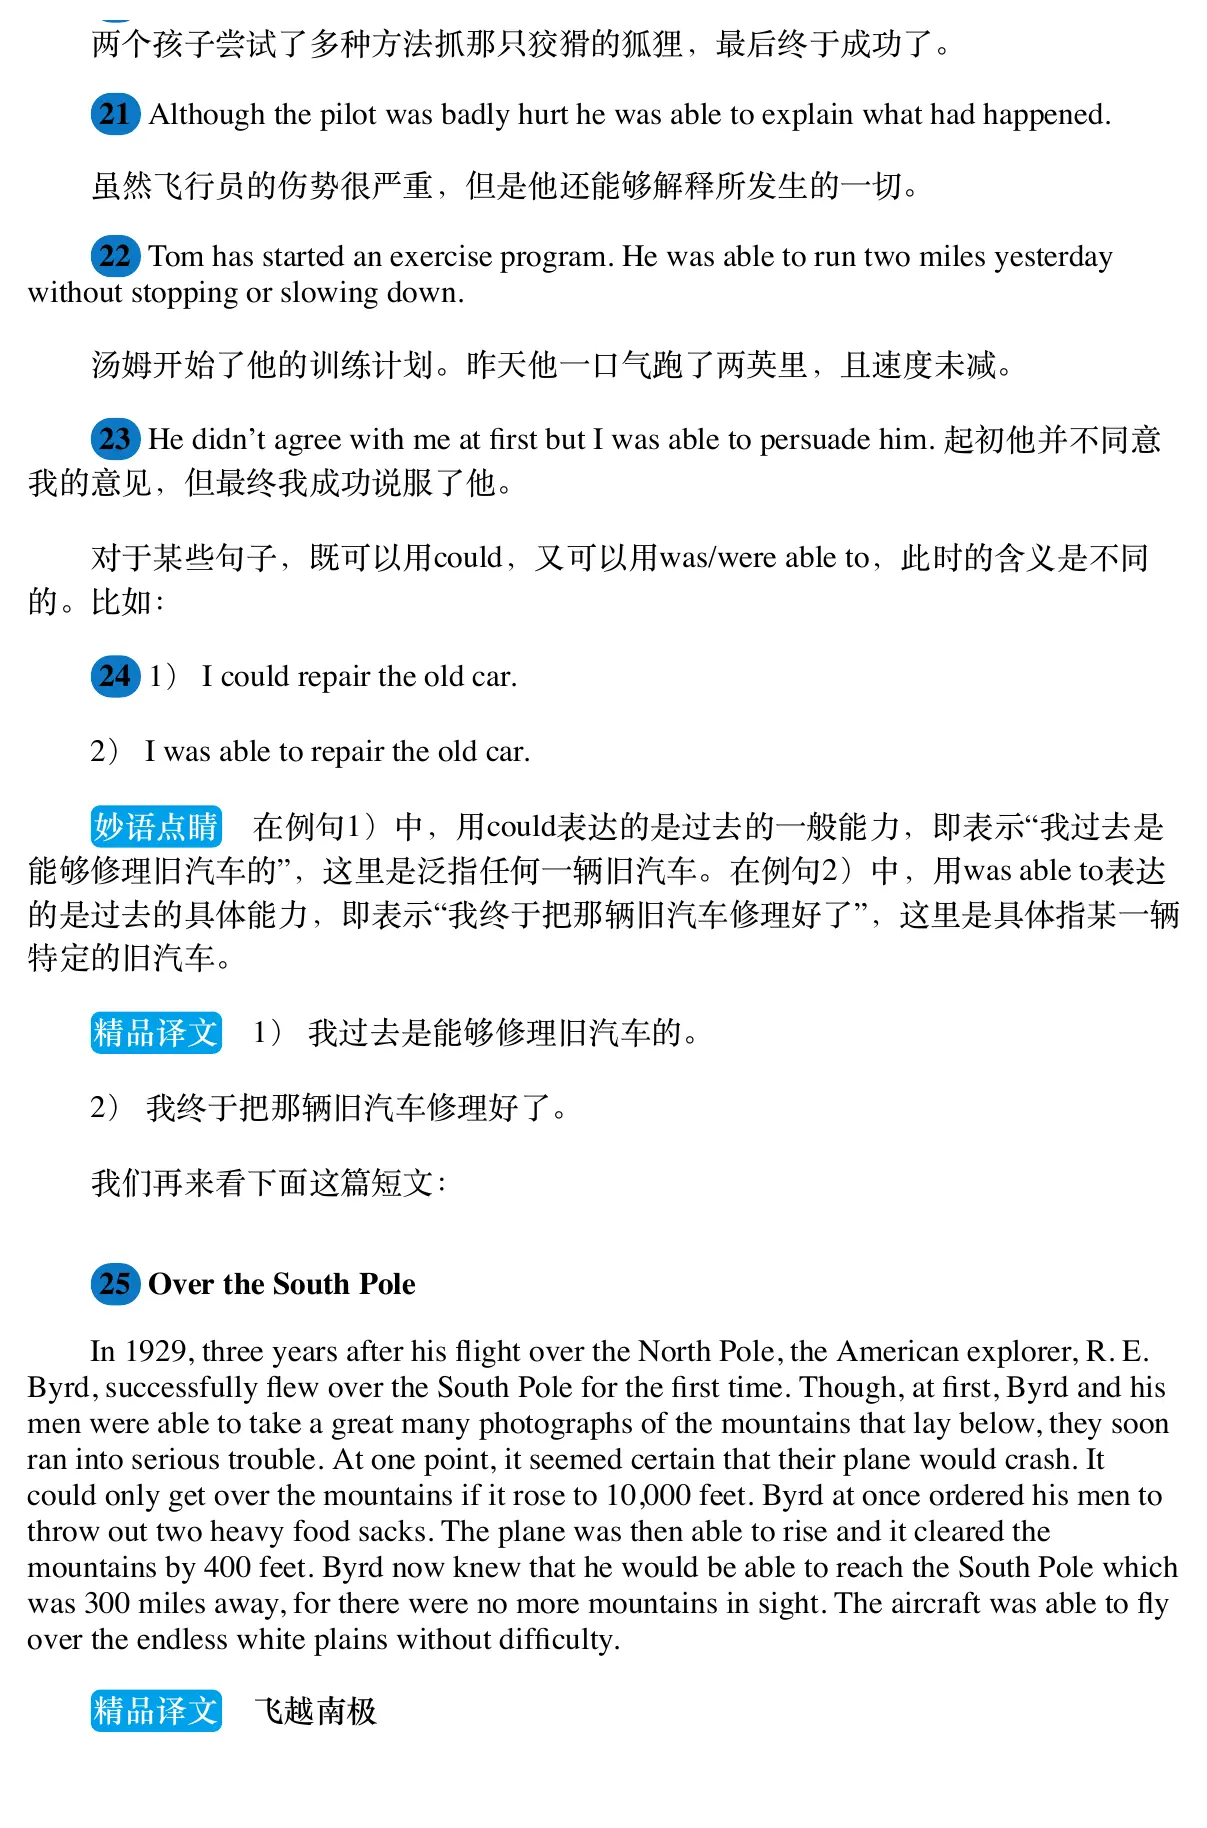 两个孩子尝试了多种方法抓那只狡猾的狐狸，最后终于成功了。
21 Although the pilot was badly hurt he was able to explain what had happened.
虽然飞行员的伤势很严重，但是他还能够解释所发生的一切。
22 Tom has started an exercise program. He was able to run two miles yesterday
without stopping or slowing down.
汤姆开始了他的训练计划。昨天他一口气跑了两英里，且速度未减。
23 He didn’t agree with me at first but I was able to persuade him. 起初他并不同意
我的意见，但最终我成功说服了他。
对于某些句子，既可以用could，又可以用was/were able to，此时的含义是不同
的。比如：
24 1） I could repair the old car.
2） I was able to repair the old car.
妙语点睛 在例句1）中，用could表达的是过去的一般能力，即表示“我过去是
能够修理旧汽车的”，这里是泛指任何一辆旧汽车。在例句2）中，用was able to表达
的是过去的具体能力，即表示“我终于把那辆旧汽车修理好了”，这里是具体指某一辆
特定的旧汽车。
精品译文 1） 我过去是能够修理旧汽车的。
2） 我终于把那辆旧汽车修理好了。
我们再来看下面这篇短文：
25 Over the South Pole
In 1929, three years after his flight over the North Pole, the American explorer, R. E.
Byrd, successfully flew over the South Pole for the first time. Though, at first, Byrd and his
men were able to take a great many photographs of the mountains that lay below, they soon
ran into serious trouble. At one point, it seemed certain that their plane would crash. It
could only get over the mountains if it rose to 10,000 feet. Byrd at once ordered his men to
throw out two heavy food sacks. The plane was then able to rise and it cleared the
mountains by 400 feet. Byrd now knew that he would be able to reach the South Pole which
was 300 miles away, for there were no more mountains in sight. The aircraft was able to fly
over the endless white plains without difficulty.
精品译文 飞越南极